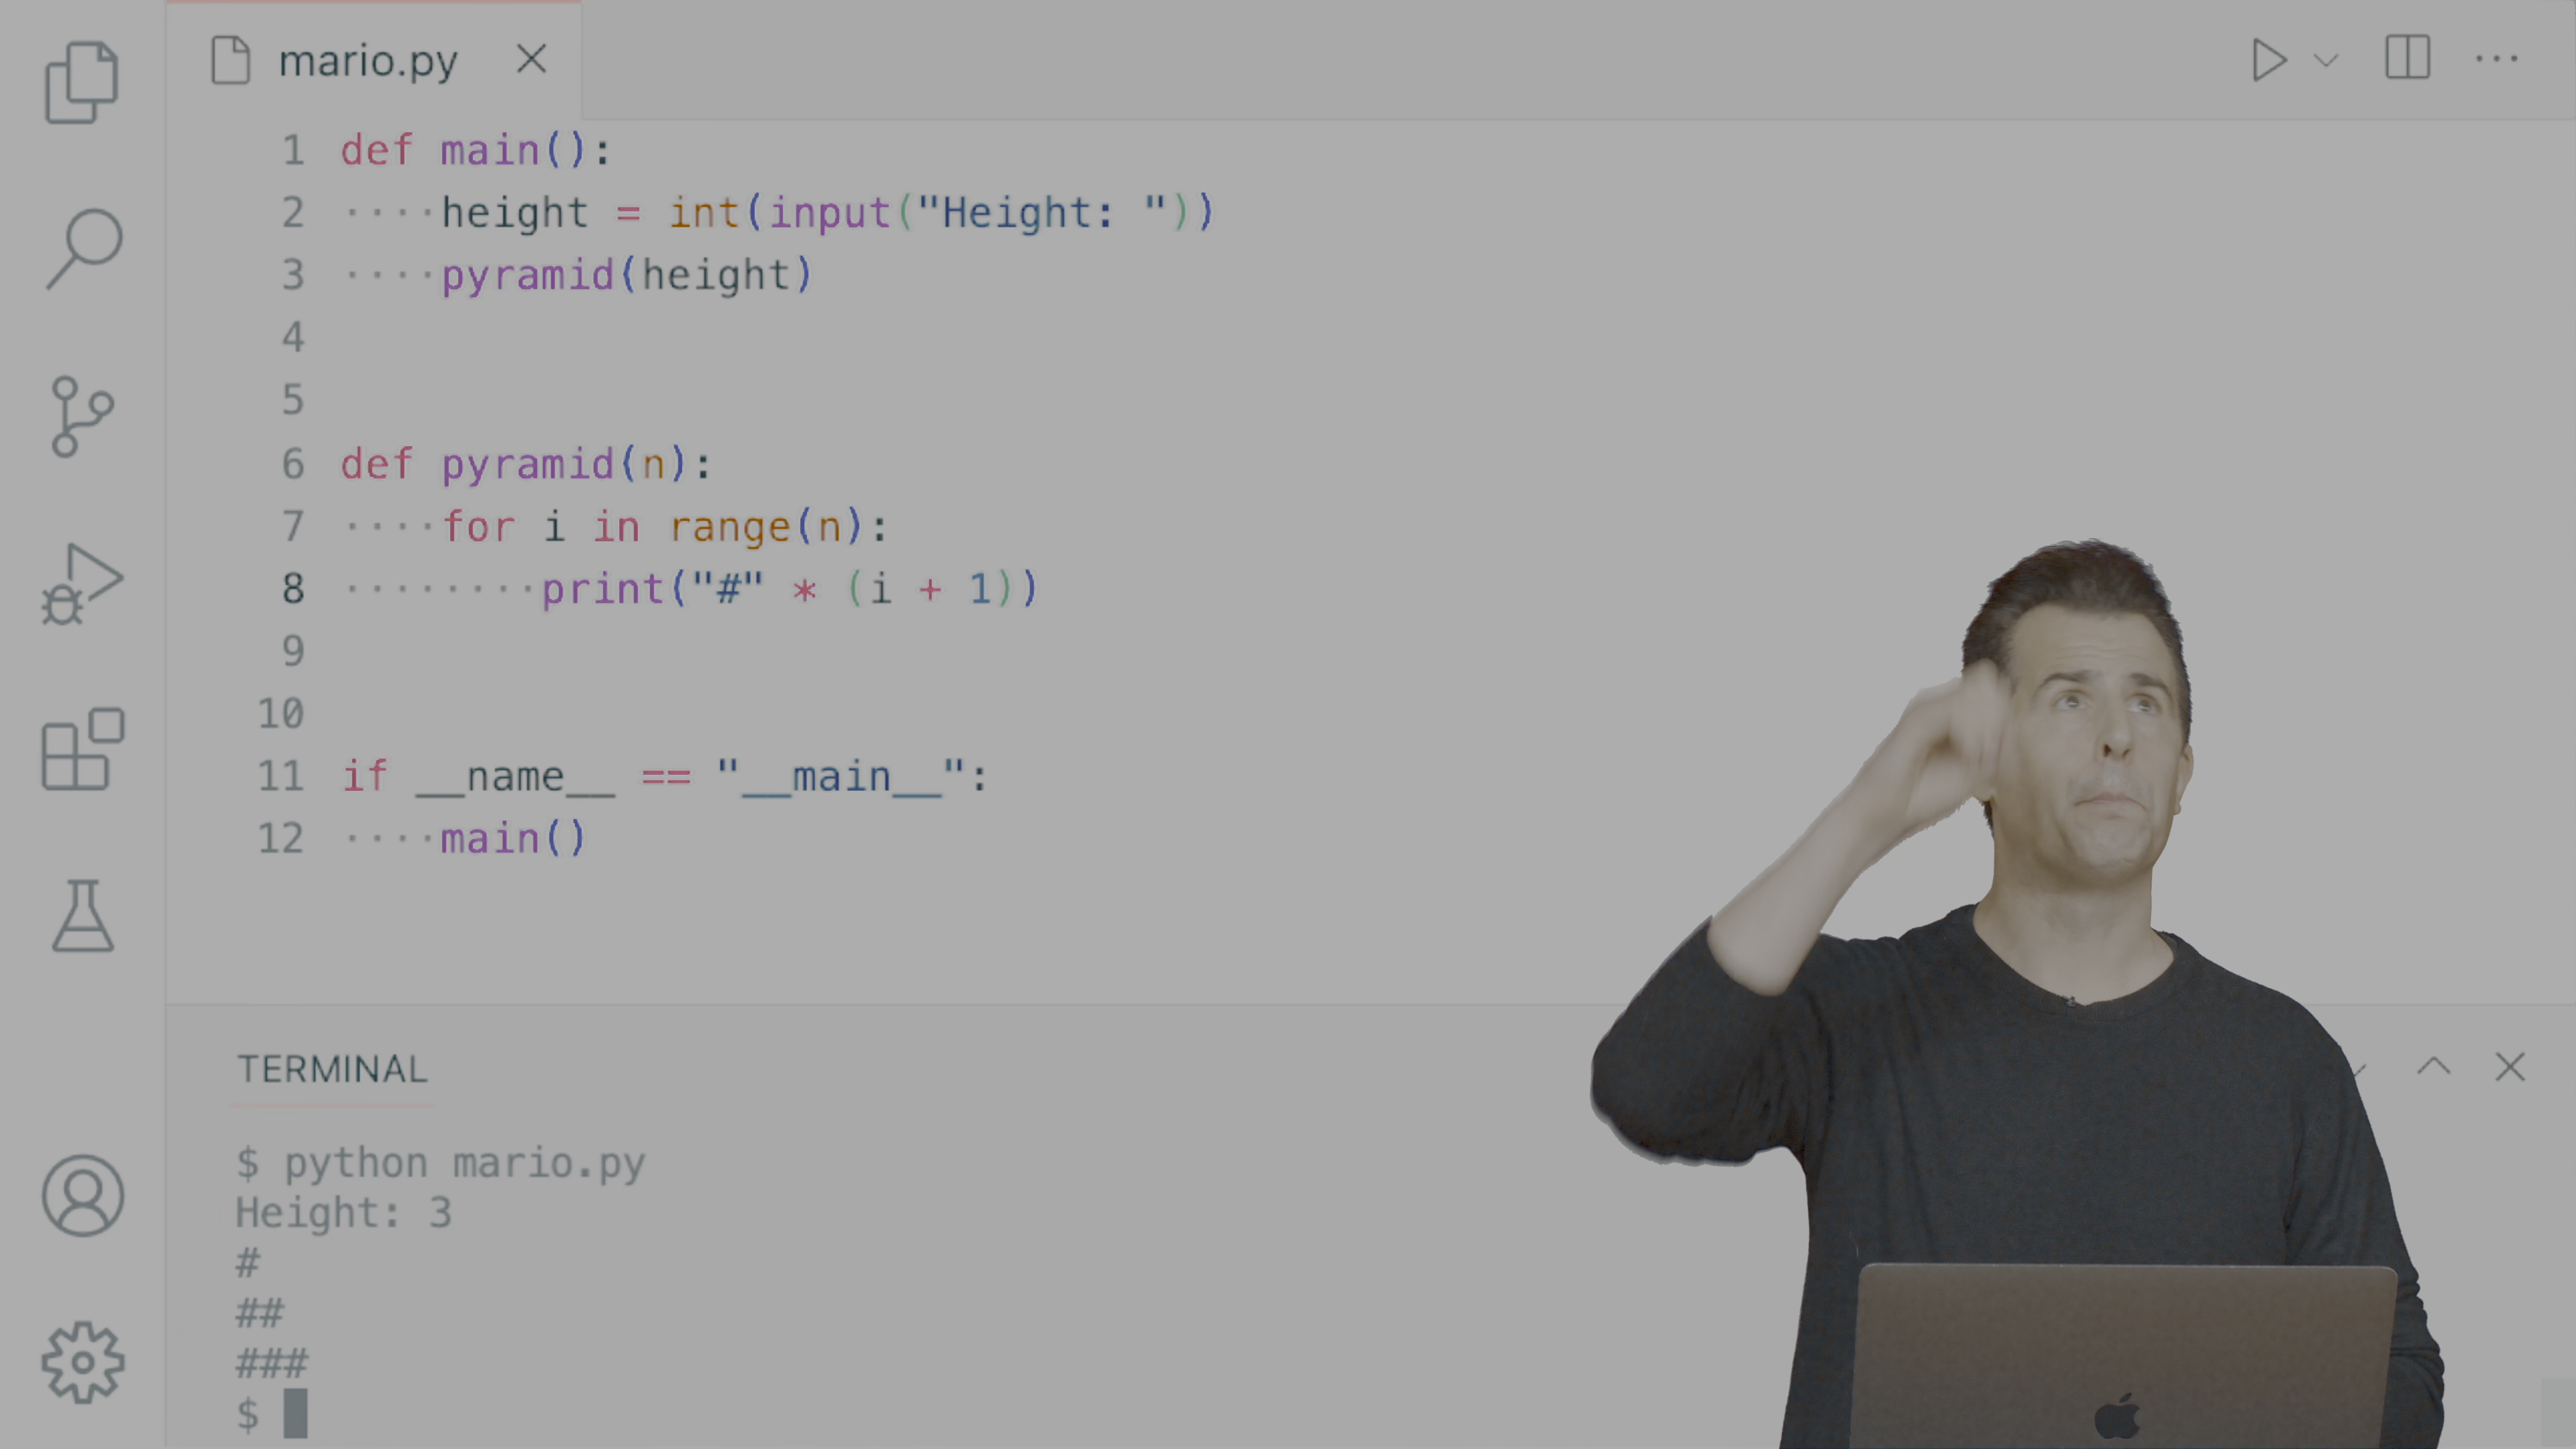 mario.py
1 def main():
2 ····height = int(input("Height: "))
3 ····pyramid(height)
4
5
6 def pyramid(n):
7 ····for i in range(n):
8 ········print("#" * (i + 1))
9
10
11 if __name__ == "__main__":
12 ····main()
TERMINAL
$ python mario.py
Height: 3
#
##
###
$